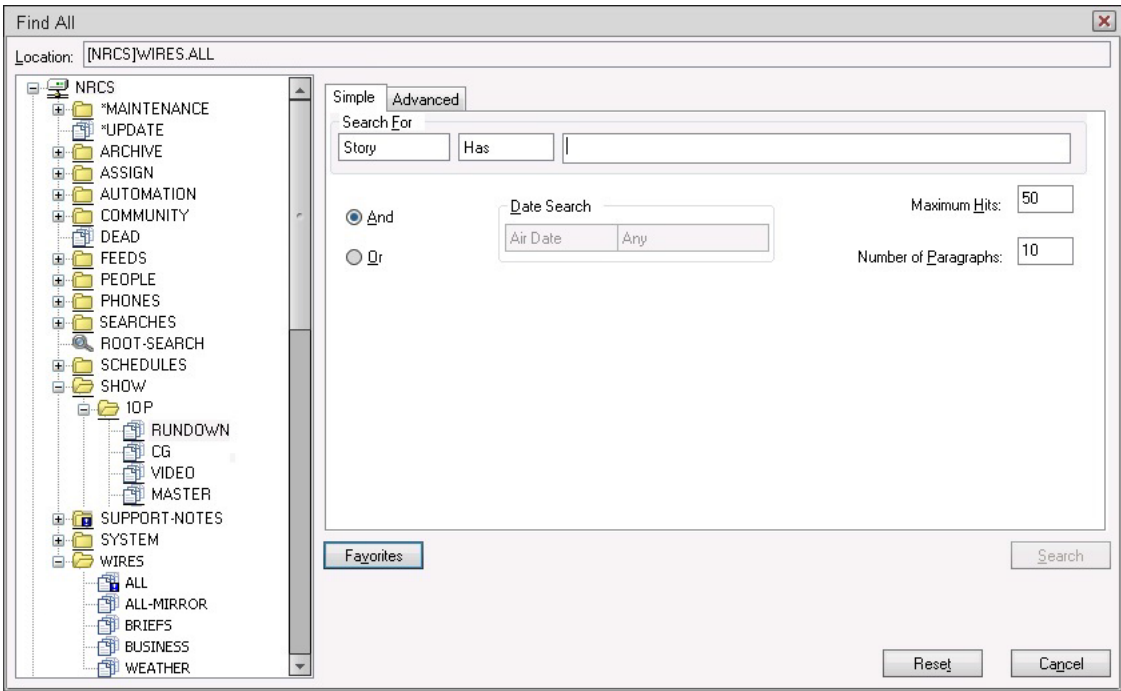 Find All
Location: [NRCS]WIRES.ALL
NRCS
*MAINTENANCE
*UPDATE
ARCHIVE
ASSIGN
AUTOMATION
COMMUNITY
DEAD
FEEDS
PEOPLE
PHONES
SEARCHES
ROOT-SEARCH
SCHEDULES
SHOW
10P
RUNDOWN
CG
VIDEO
MASTER
SUPPORT-NOTES
SYSTEM
WIRES
ALL
ALL-MIRROR
BRIEFS
BUSINESS
WEATHER
Simple Advanced
Search For
Story Has
And
Or
Date Search
Air Date Any
Maximum Hits: 50
Number of Paragraphs: 10
Favorites Search
Reset Cancel